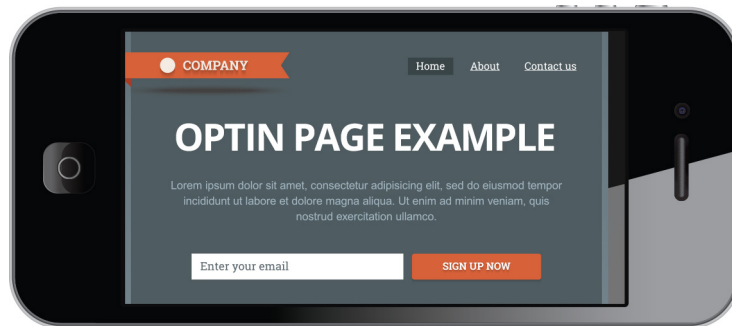 COMPANY
Home About Contact us
OPTIN PAGE EXAMPLE
Lorem ipsum dolor sit amet, consectetur adipisicing elit, sed do eiusmod tempor
incididunt ut labore et dolore magna aliqua. Ut enim ad minim veniam, quis
nostrud exercitation ullamco.
Enter your email SIGN UP NOW